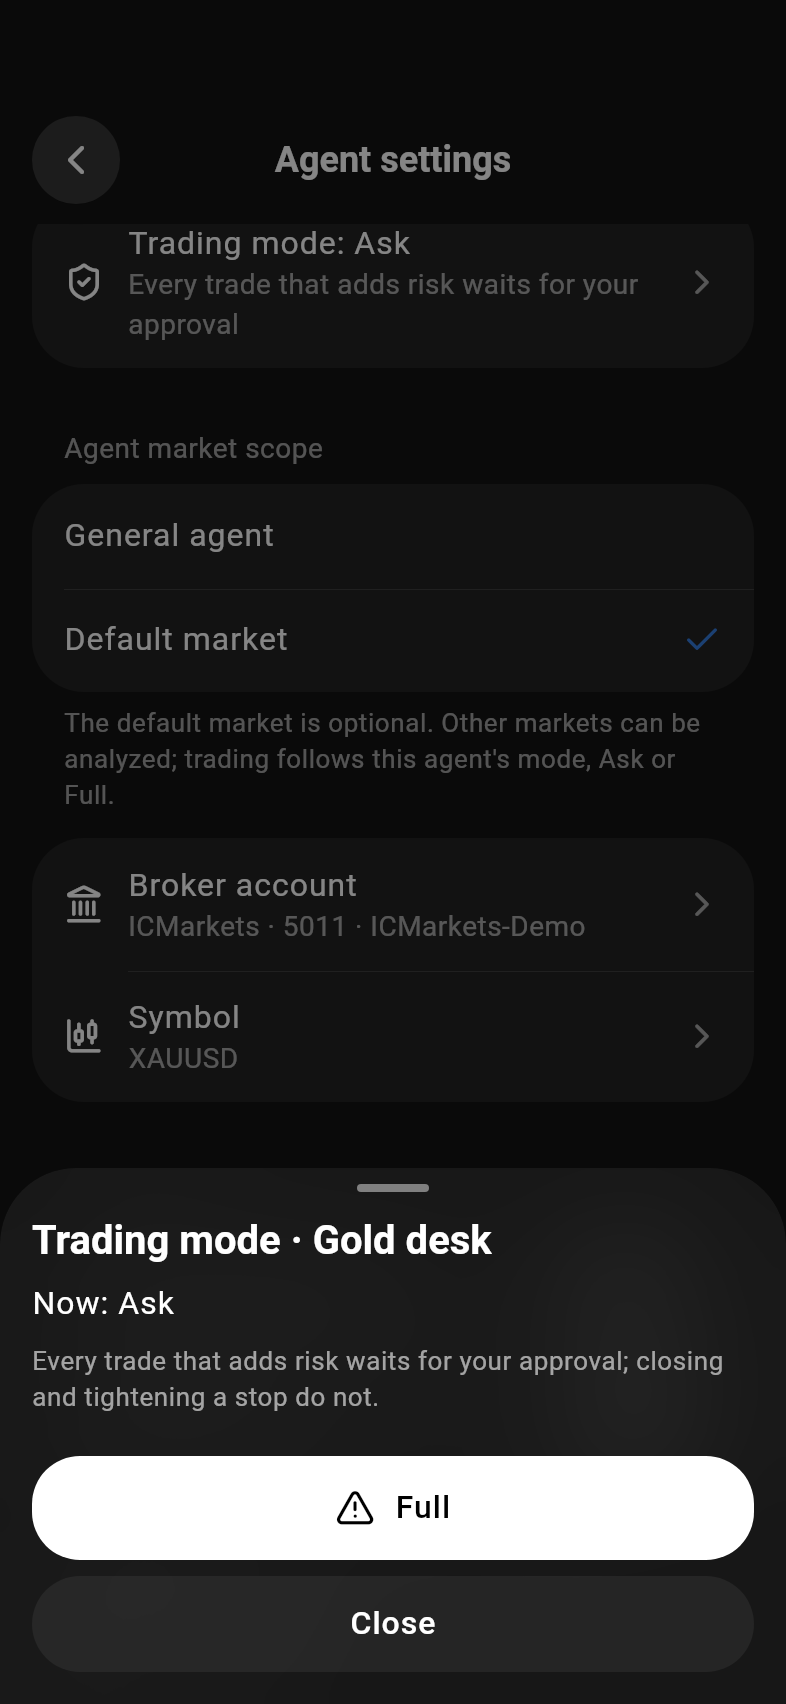 Agent settings
Trading mode: Ask
Every trade that adds risk waits for your
approval
Agent market scope
General agent
Default market
The default market is optional. Other markets can be
analyzed; trading follows this agent's mode, Ask or
Full.
Broker account
ICMarkets · 5011 · ICMarkets-Demo
Symbol
XAUUSD
Trading mode · Gold desk
Now: Ask
Every trade that adds risk waits for your approval; closing
and tightening a stop do not.
Full
Close